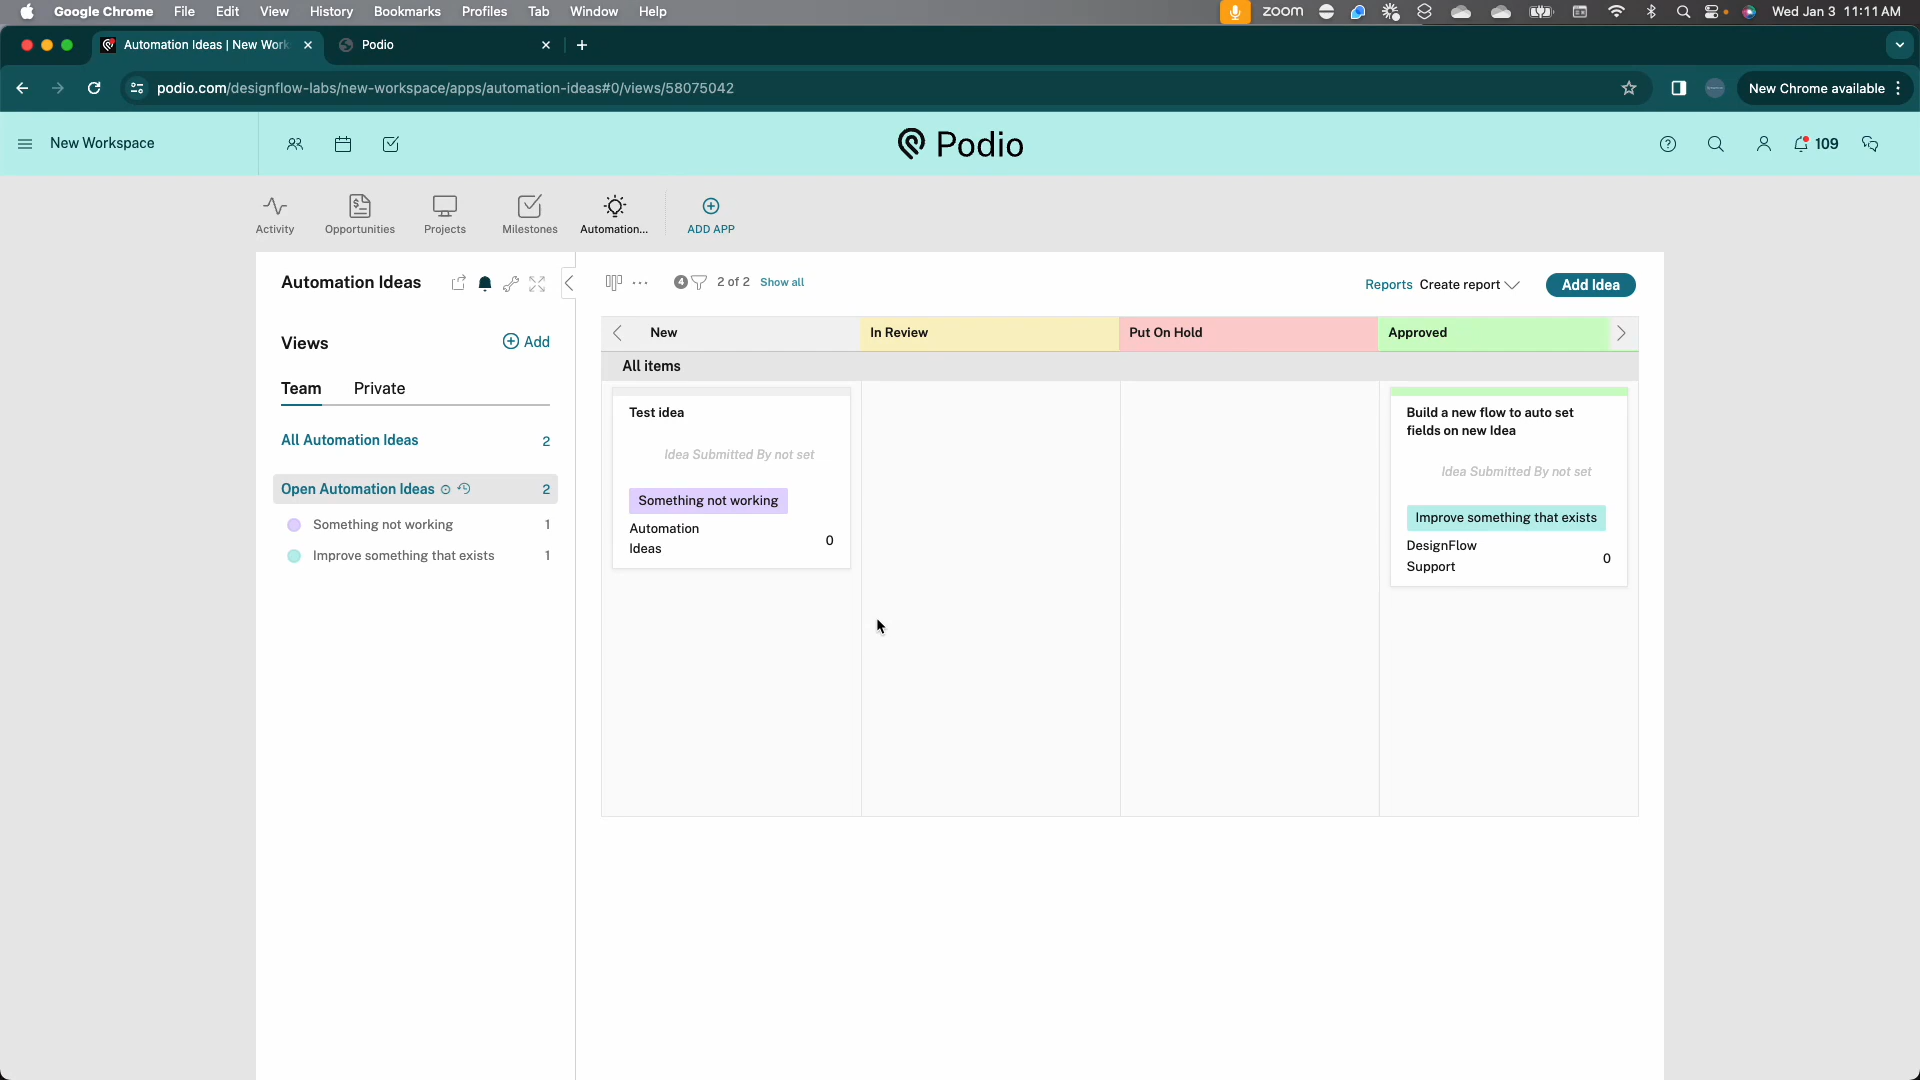 Google Chrome File Edit View History Bookmarks Profiles Tab Window Help zoom Wed Jan 3 11:11 AM
Automation Ideas | New Work Podio
podio.com/designflow-labs/new-workspace/apps/automation-ideas#0/views/58075042 New Chrome available
New Workspace Podio 109
Activity Opportunities Projects Milestones Automation... ADD APP
Automation Ideas 4 2 of 2 Show all Reports Create report Add Idea
Views Add
New In Review Put On Hold Approved
All items
Team Private
All Automation Ideas 2
Open Automation Ideas 2
Something not working 1
Improve something that exists 1
Test idea
Idea Submitted By not set
Something not working
Automation
Ideas 0
Build a new flow to auto set
fields on new Idea
Idea Submitted By not set
Improve something that exists
DesignFlow
Support 0